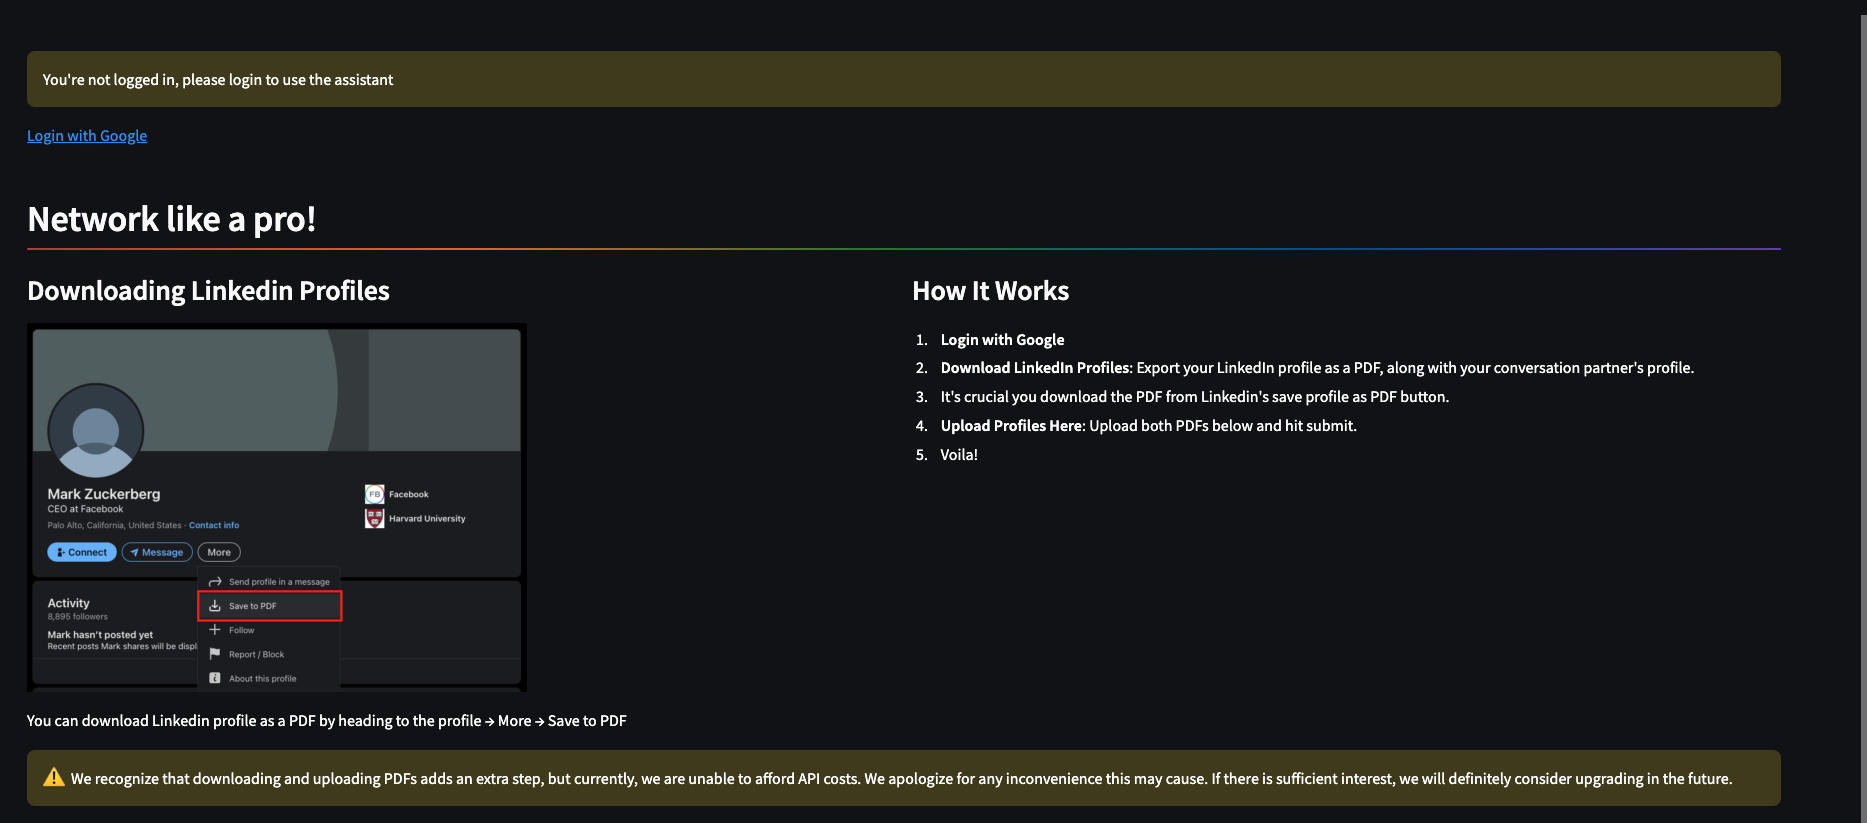 You're not logged in, please login to use the assistant
Login with Google
Network like a pro!
Downloading Linkedin Profiles
Mark Zuckerberg
CEO at Facebook
Palo Alto, California, United States · Contact info
FB Facebook
Harvard University
Connect
Message
More
Send profile in a message
Save to PDF
Follow
Report / Block
About this profile
Activity
8,895 followers
Mark hasn't posted yet
Recent posts Mark shares will be displ
You can download Linkedin profile as a PDF by heading to the profile → More → Save to PDF
How It Works
1. Login with Google
2. Download LinkedIn Profiles: Export your LinkedIn profile as a PDF, along with your conversation partner's profile.
3. It's crucial you download the PDF from Linkedin's save profile as PDF button.
4. Upload Profiles Here: Upload both PDFs below and hit submit.
5. Voila!
⚠️ We recognize that downloading and uploading PDFs adds an extra step, but currently, we are unable to afford API costs. We apologize for any inconvenience this may cause. If there is sufficient interest, we will definitely consider upgrading in the future.